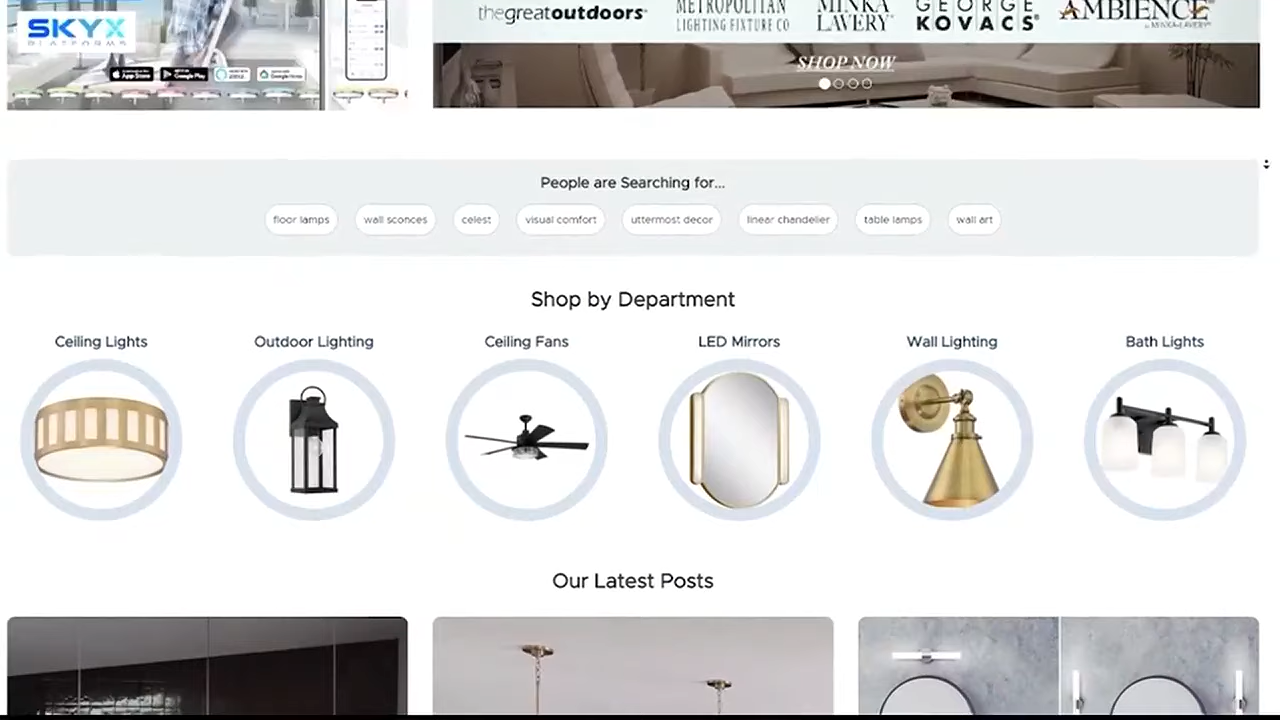 SKYX
PLATFORMS
thegreatoutdoors
METROPOLITAN
LIGHTING FIXTURE CO
MINKA
LAVERY
GEORGE
KOVACS
AMBIENCE
SHOP NOW
People are Searching for...
floor lamps
wall sconces
celest
visual comfort
uttermost decor
linear chandelier
table lamps
wall art
Shop by Department
Ceiling Lights
Outdoor Lighting
Ceiling Fans
LED Mirrors
Wall Lighting
Bath Lights
Our Latest Posts